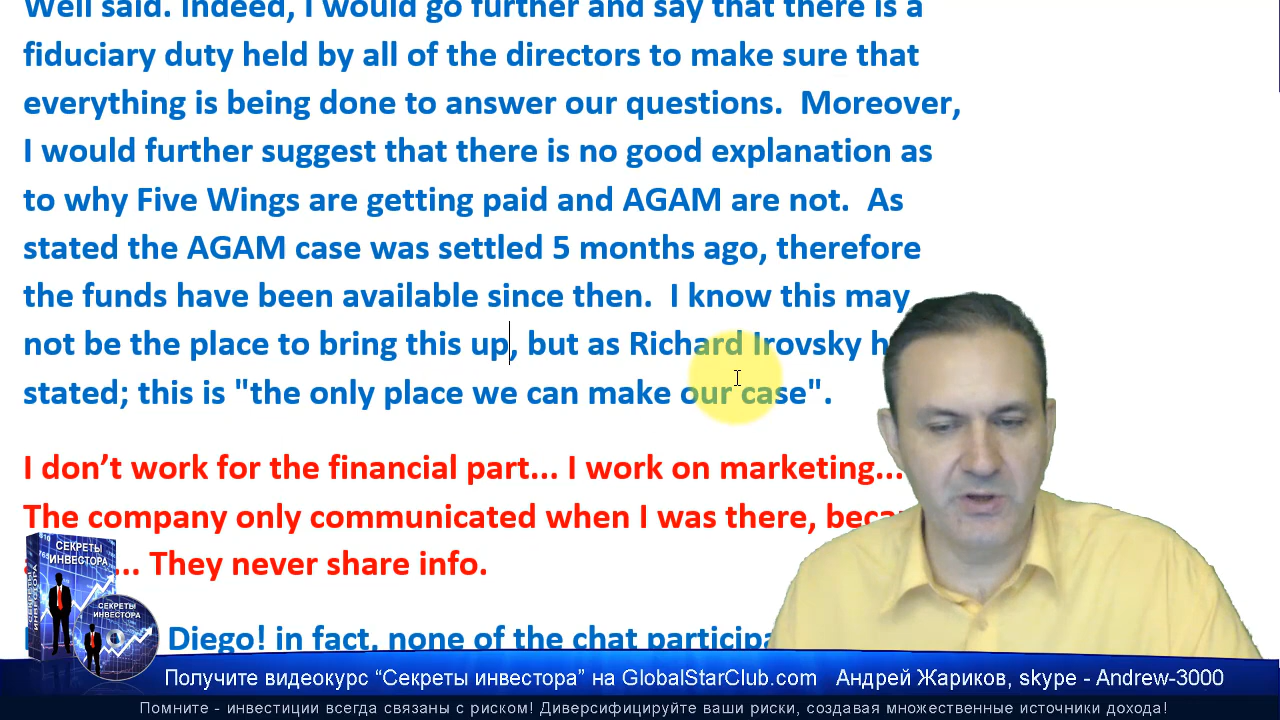 Well said. Indeed, I would go further and say that there is a
fiduciary duty held by all of the directors to make sure that
everything is being done to answer our questions.  Moreover,
I would further suggest that there is no good explanation as
to why Five Wings are getting paid and AGAM are not.  As
stated the AGAM case was settled 5 months ago, therefore
the funds have been available since then.  I know this may
not be the place to bring this up, but as Richard Irovsky h
stated; this is "the only place we can make our case".
I don’t work for the financial part... I work on marketing...
The company only communicated when I was there, beca
... They never share info.
Diego! in fact, none of the chat participa
СЕКРЕТЫ
ИНВЕСТОРА
СЕКРЕТЫ
ИНВЕСТОРА
Получите видеокурс “Секреты инвестора” на GlobalStarClub.com   Андрей Жариков, skype - Andrew-3000
Помните - инвестиции всегда связаны с риском! Диверсифицируйте ваши риски, создавая множественные источники дохода!